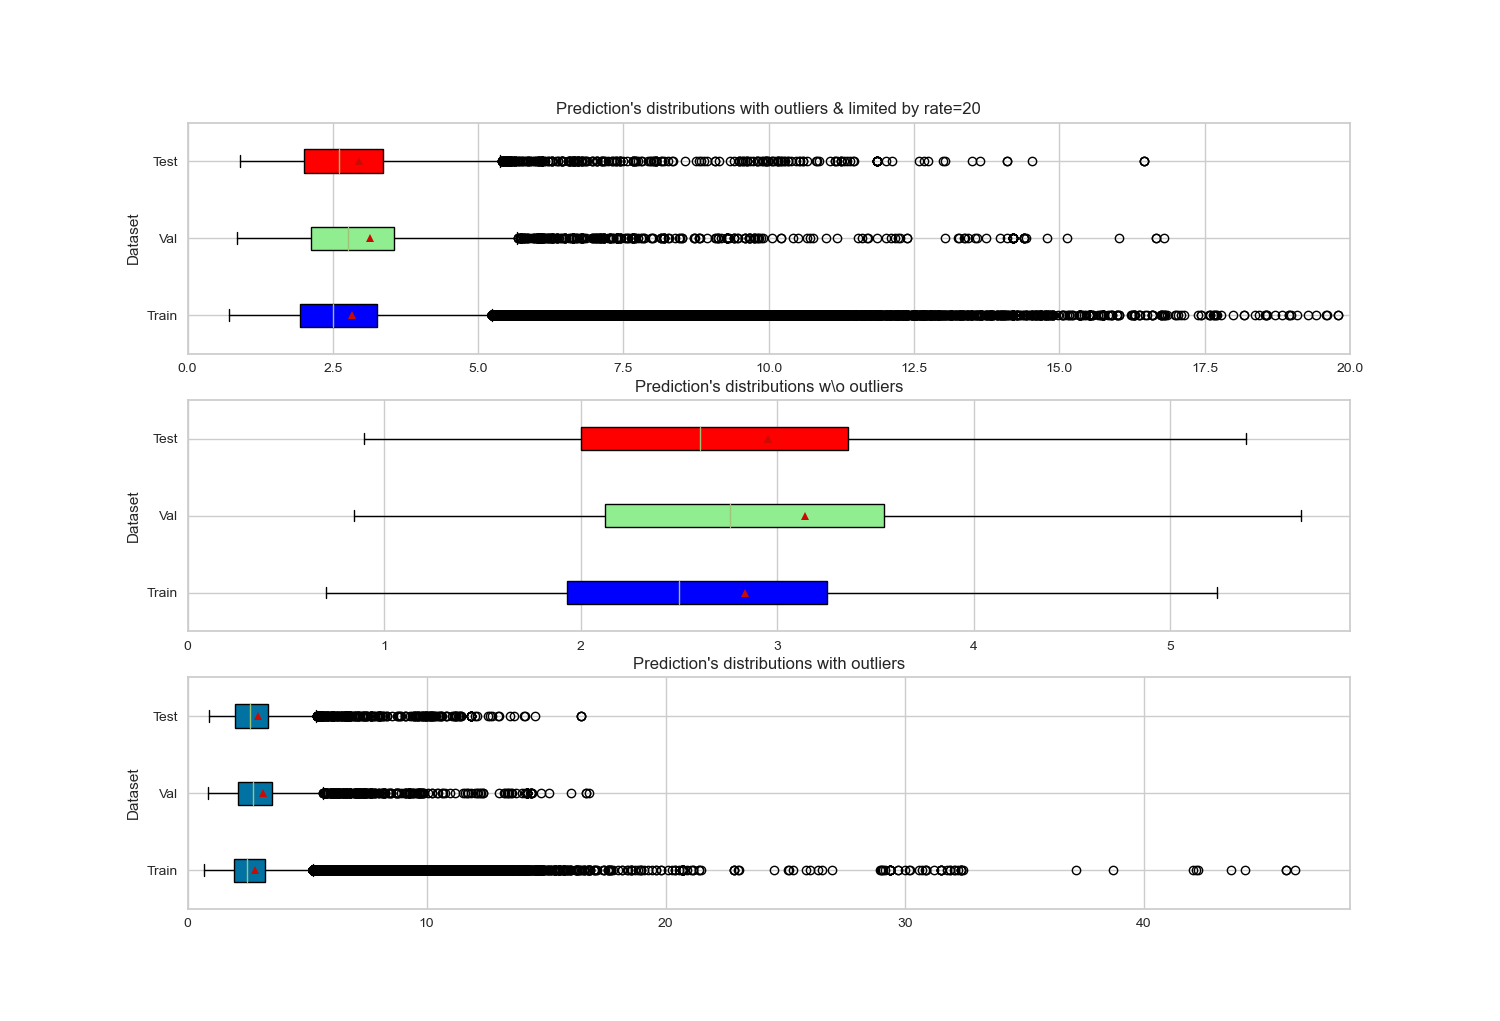 Prediction's distributions with outliers & limited by rate=20
Test
Val
Train
Dataset
0.0 2.5 5.0 7.5 10.0 12.5 15.0 17.5 20.0
Prediction's distributions w\o outliers
Test
Val
Train
Dataset
0 1 2 3 4 5
Prediction's distributions with outliers
Test
Val
Train
Dataset
0 10 20 30 40